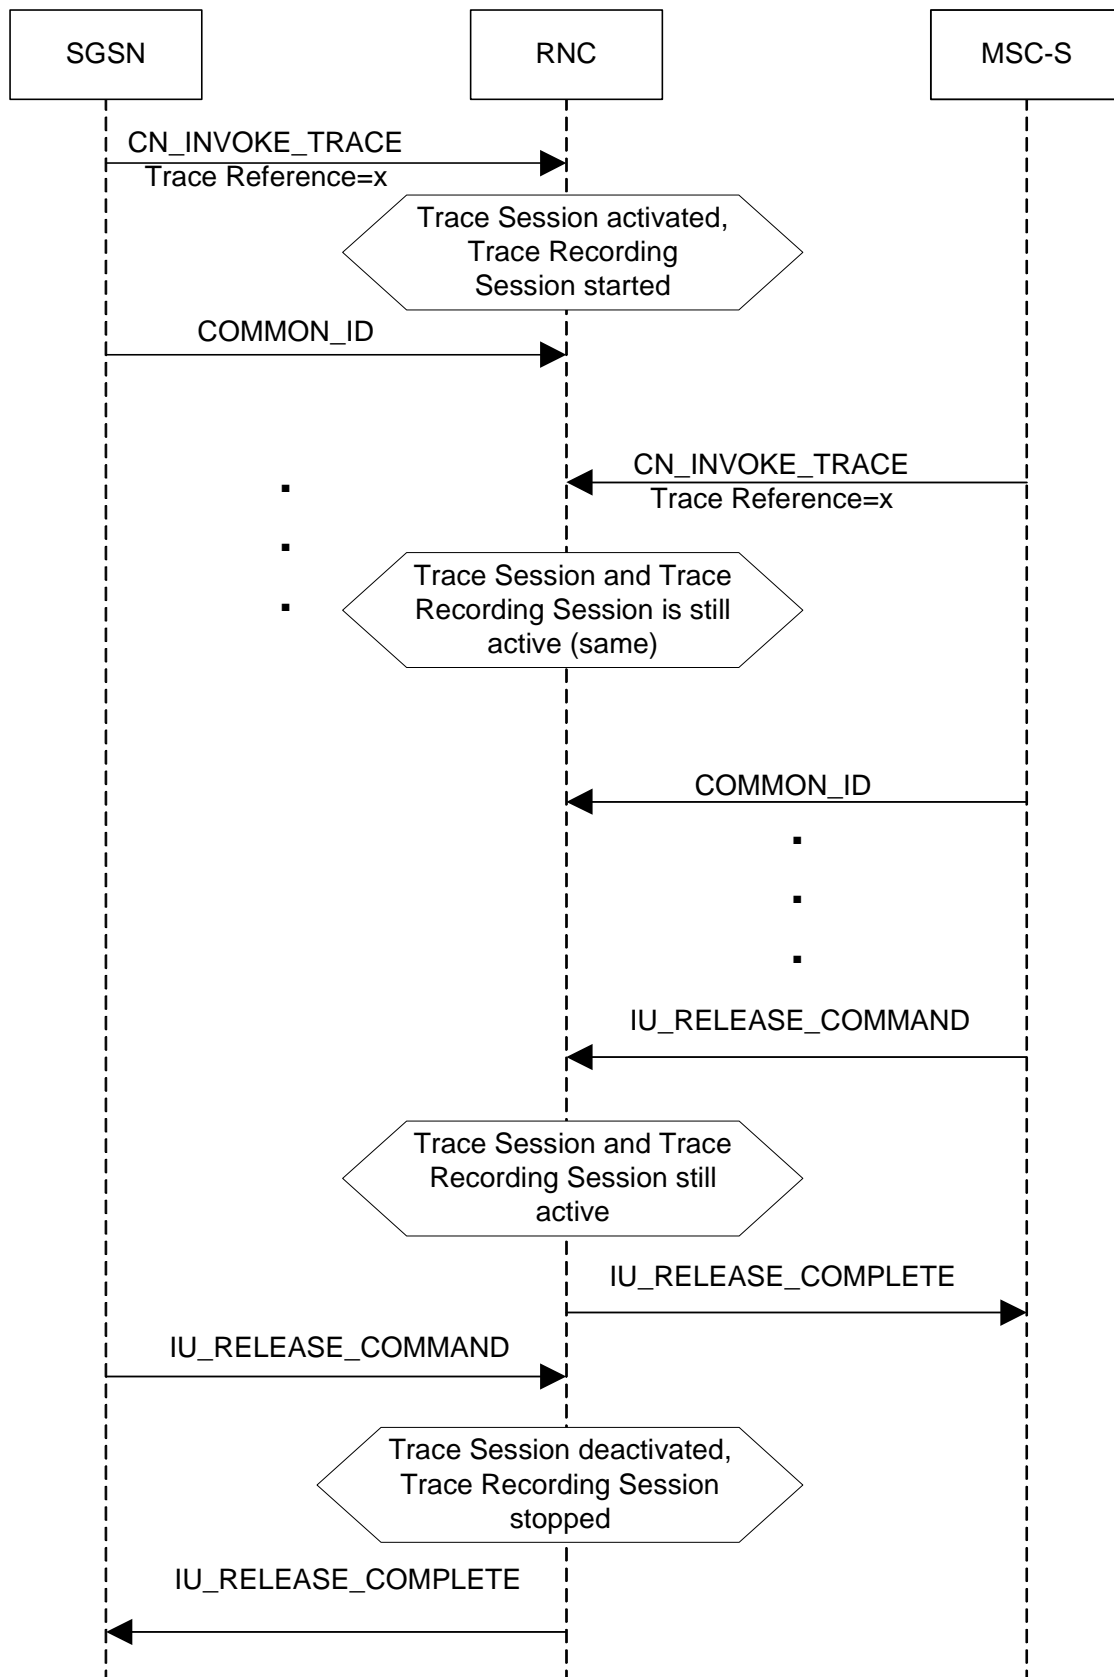 SGSN
RNC
MSC-S
CN_INVOKE_TRACE
Trace Reference=x
Trace Session activated,
Trace Recording
Session started
COMMON_ID
CN_INVOKE_TRACE
Trace Reference=x
Trace Session and Trace
Recording Session is still
active (same)
COMMON_ID
IU_RELEASE_COMMAND
Trace Session and Trace
Recording Session still
active
IU_RELEASE_COMPLETE
IU_RELEASE_COMMAND
Trace Session deactivated,
Trace Recording Session
stopped
IU_RELEASE_COMPLETE